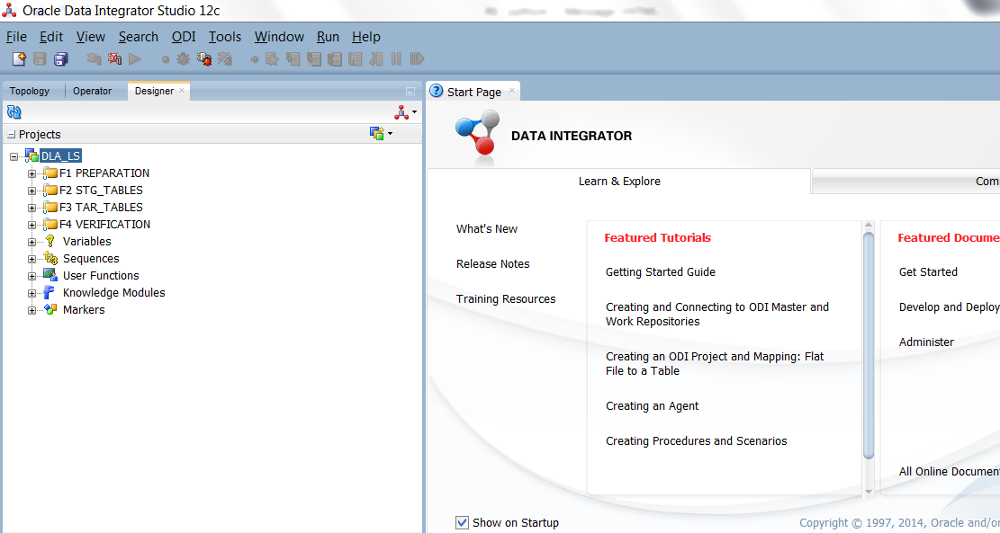 Oracle Data Integrator Studio 12c
File Edit View Search ODI Tools Window Run Help
Topology Operator Designer
Start Page
Projects
DLA_LS
F1 PREPARATION
F2 STG_TABLES
F3 TAR_TABLES
F4 VERIFICATION
Variables
Sequences
User Functions
Knowledge Modules
Markers
DATA INTEGRATOR
Learn & Explore
Com
What's New
Release Notes
Training Resources
Featured Tutorials
Getting Started Guide
Creating and Connecting to ODI Master and
Work Repositories
Creating an ODI Project and Mapping: Flat
File to a Table
Creating an Agent
Creating Procedures and Scenarios
Featured Docume
Get Started
Develop and Deploy
Administer
All Online Documen
Show on Startup
Copyright © 1997, 2014, Oracle and/or